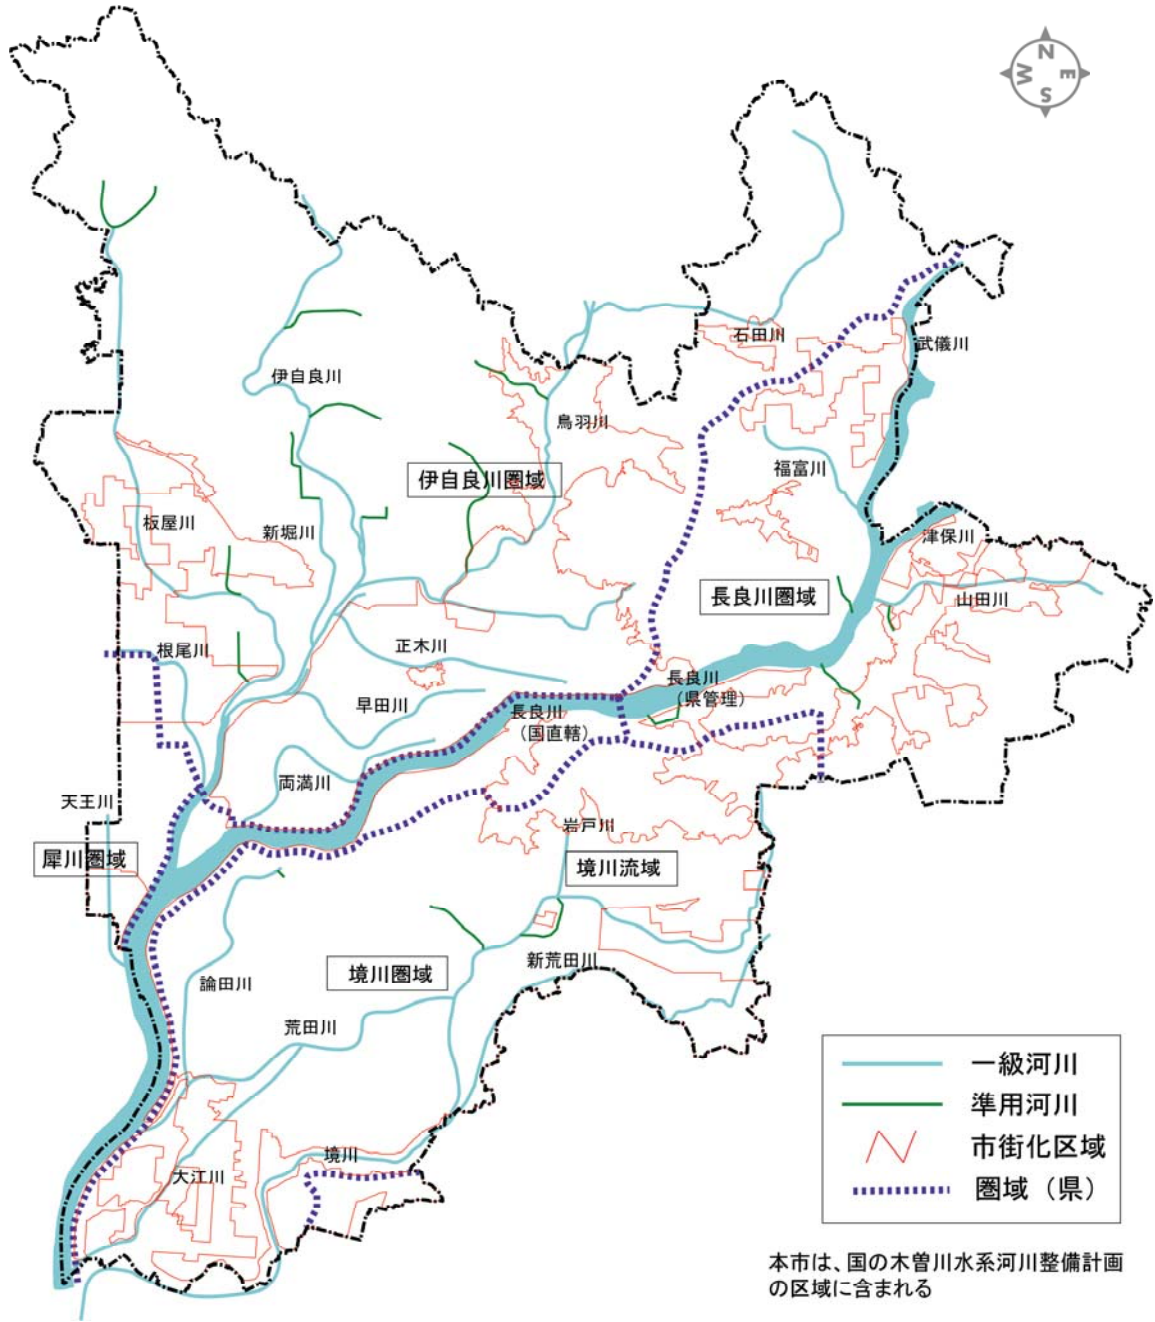 N
W
E
S
石田川
武儀川
伊自良川
鳥羽川
福富川
伊自良川圏域
板屋川
新堀川
津保川
長良川圏域
山田川
正木川
根尾川
長良川
（県管理）
早田川
長良川
（国直轄）
両満川
天王川
岩戸川
犀川圏域
境川流域
新荒田川
境川圏域
論田川
荒田川
境川
大江川
一級河川
準用河川
市街化区域
圏域（県）
本市は、国の木曽川水系河川整備計画
の区域に含まれる